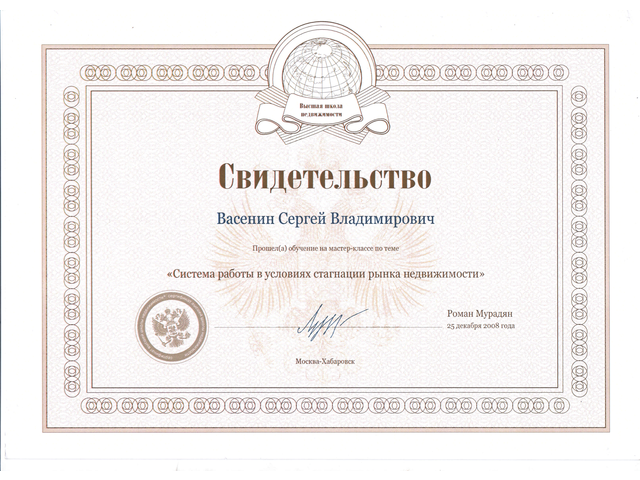 Высшая школа
недвижимости
Свидетельство
Васенин Сергей Владимирович
Прошел(а) обучение на мастер-классе по теме
«Система работы в условиях стагнации рынка недвижимости»
Роман Мурадян
25 декабря 2008 года
Москва-Хабаровск